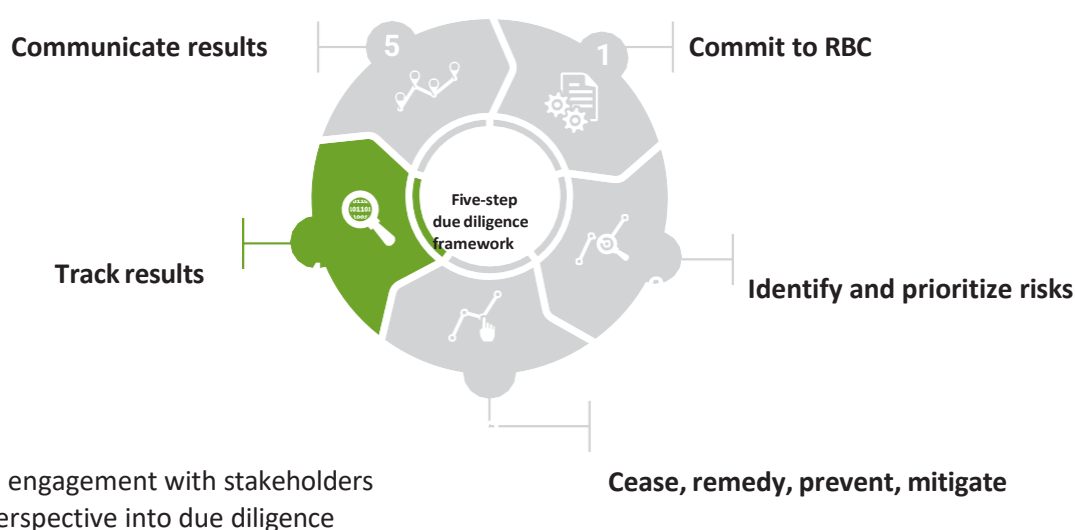 Communicate results
5
1
Commit to RBC
Five-step
due diligence
framework
Track results
Identify and prioritize risks
engagement with stakeholders
Cease, remedy, prevent, mitigate
erspective into due diligence